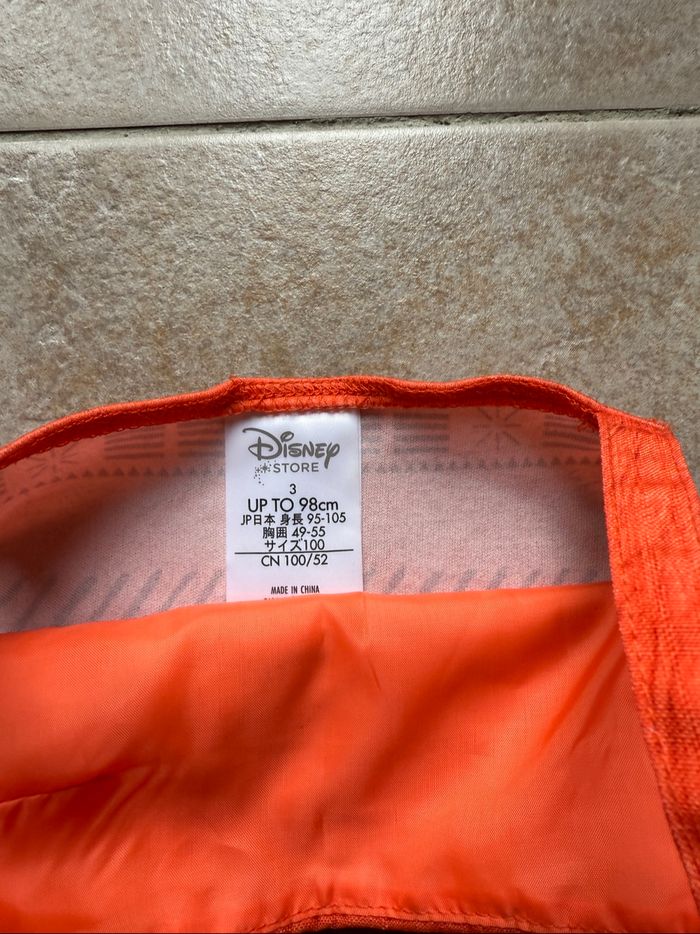 Disney
STORE
3
UP TO 98cm
JP日本 身長 95-105
胸囲 49-55
サイズ100
CN 100/52
MADE IN CHINA